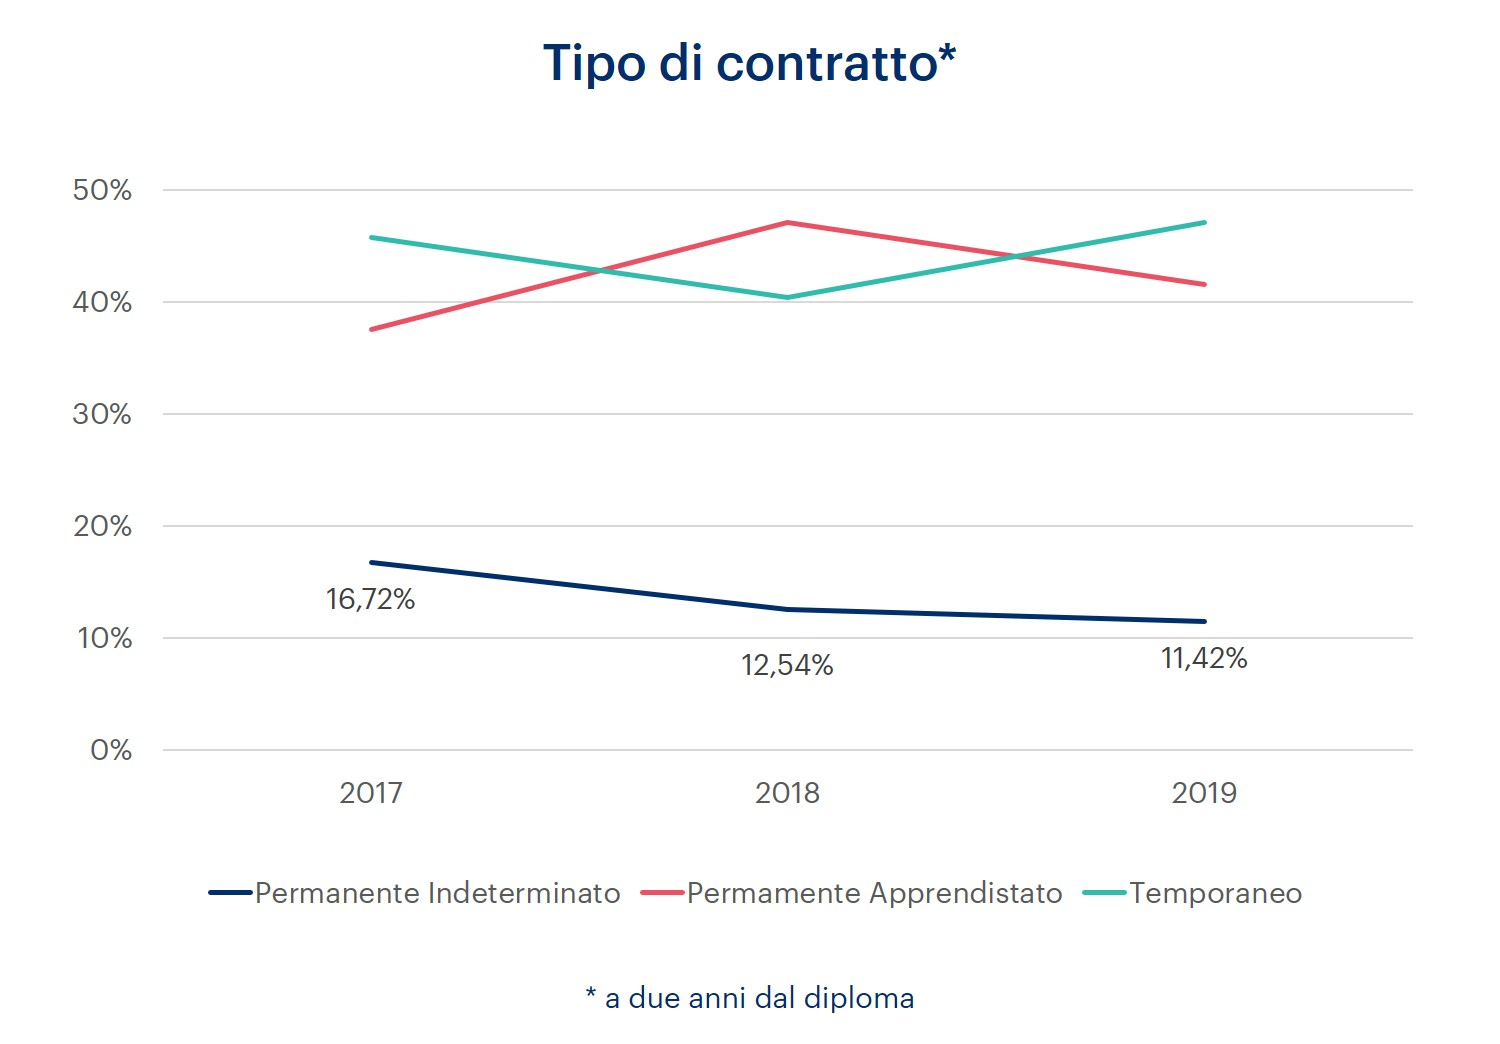 Tipo di contratto*
50%
40%
30%
20%
10%
0%
16,72%
12,54%
11,42%
2017 2018 2019
Permanente Indeterminato Permamente Apprendistato Temporaneo
* a due anni dal diploma